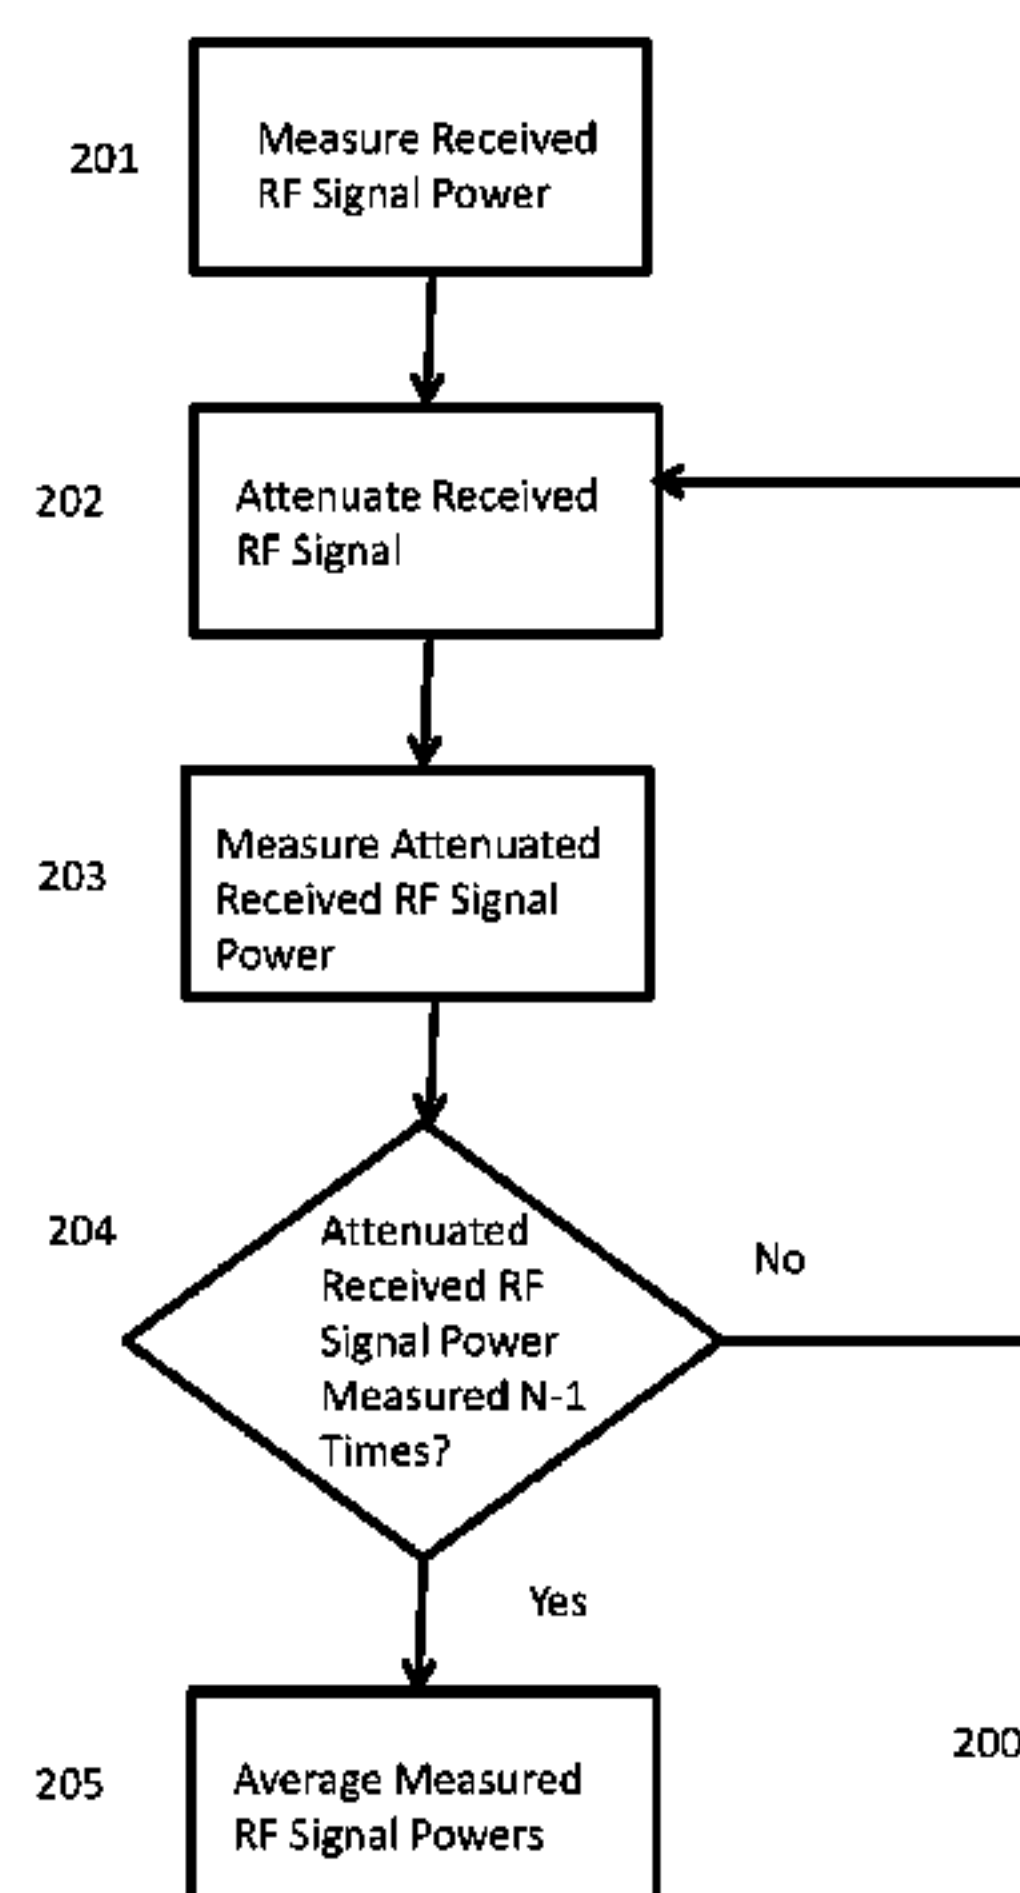 201
Measure Received
RF Signal Power
202
Attenuate Received
RF Signal
203
Measure Attenuated
Received RF Signal
Power
204
Attenuated
Received RF
Signal Power
Measured N-1
Times?
No
Yes
200
205
Average Measured
RF Signal Powers